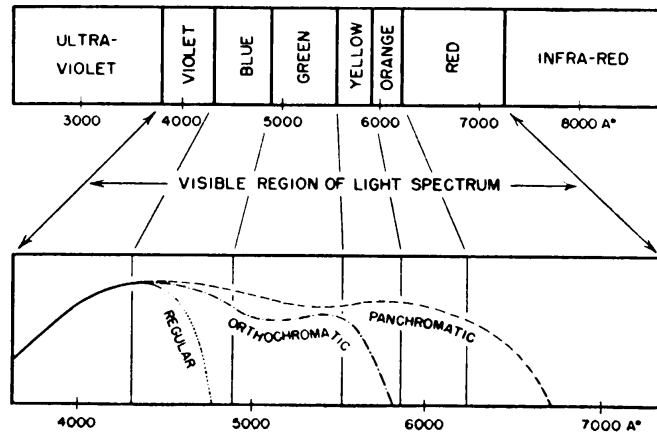 ULTRA-
VIOLET
VIOLET
BLUE
GREEN
YELLOW
ORANGE
RED
INFRA-RED
3000 4000 5000 6000 7000 8000 A°
VISIBLE REGION OF LIGHT SPECTRUM
REGULAR
ORTHOCHROMATIC
PANCHROMATIC
4000 5000 6000 7000 A°